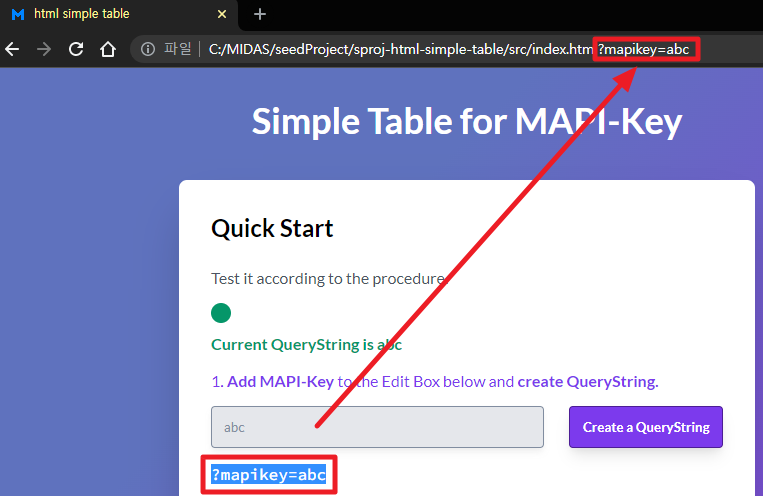 html simple table
파일 C:/MIDAS/seedProject/sproj-html-simple-table/src/index.htm?mapikey=abc
Simple Table for MAPI-Key
Quick Start
Test it according to the procedure
Current QueryString is abc
1. Add MAPI-Key to the Edit Box below and create QueryString.
abc
Create a QueryString
?mapikey=abc